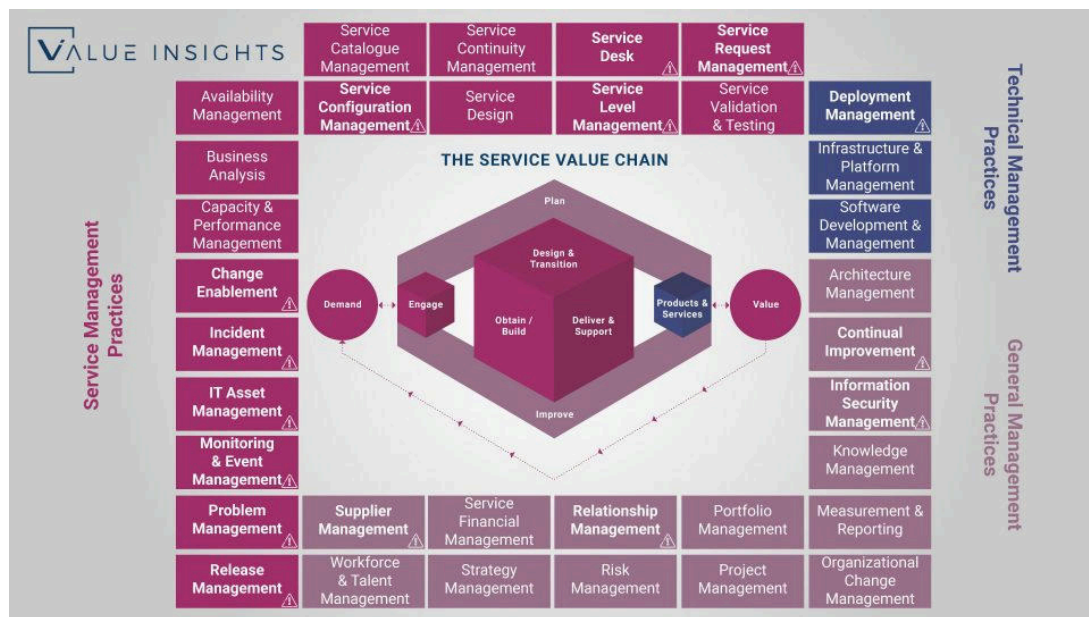 VALUE INSIGHTS
Service
Catalogue
Management
Service
Continuity
Management
Service
Desk
Service
Request
Management
Availability
Management
Service
Configuration
Management
Service
Design
Service
Level
Management
Service
Validation
& Testing
Deployment
Management
Business
Analysis
THE SERVICE VALUE CHAIN
Infrastructure &
Platform
Management
Capacity &
Performance
Management
Software
Development &
Management
Change
Enablement
Architecture
Management
Incident
Management
Continual
Improvement
IT Asset
Management
Information
Security
Management
Monitoring
& Event
Management
Knowledge
Management
Plan
Design &
Transition
Demand
Engage
Obtain /
Build
Deliver &
Support
Products &
Services
Value
Improve
Problem
Management
Supplier
Management
Service
Financial
Management
Relationship
Management
Portfolio
Management
Measurement &
Reporting
Release
Management
Workforce
& Talent
Management
Strategy
Management
Risk
Management
Project
Management
Organizational
Change
Management
Service Management
Practices
Technical Management
Practices
General Management
Practices